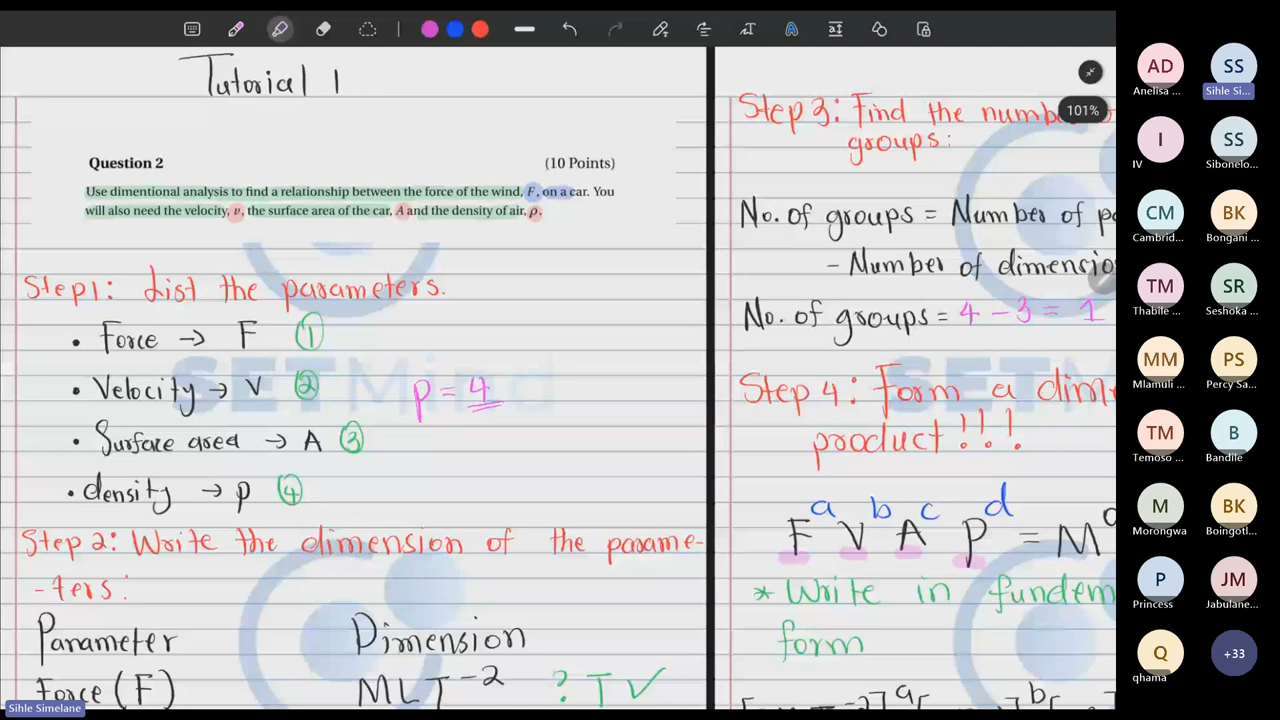 Tutorial 1
Question 2 (10 Points)
Use dimentional analysis to find a relationship between the force of the wind, F, on a car. You
will also need the velocity, v, the surface area of the car, A and the density of air, ρ.
Step1: List the parameters.
• Force → F ①
• Velocity → V ②
p = 4
• Surface area → A ③
• density → ρ ④
SETMind
Step 2: Write the dimension of the parame-
-ters:
Parameter Dimension
Force (F) MLT⁻² ? T ✓
Sihle Simelane
101%
Step 3: Find the number
groups:
No. of groups = Number of
- Number of
No. of groups = 4 - 3 = 1
Step 4: Form a
product!!!
Fᵃ Vᵇ Aᶜ ρᵈ = M
* Write in
form
AD
Anelisa ...
SS
Sihle Si...
I
IV
SS
Sibonelo...
CM
Cambrid...
BK
Bongani ...
TM
Thabile ...
SR
Seshoka ...
MM
Mlamuli ...
PS
Percy Sa...
TM
Temoso ...
B
Bandile
M
Morongwa
BK
Boingotl...
P
Princess
JM
Jabulane...
Q
qhama
+33